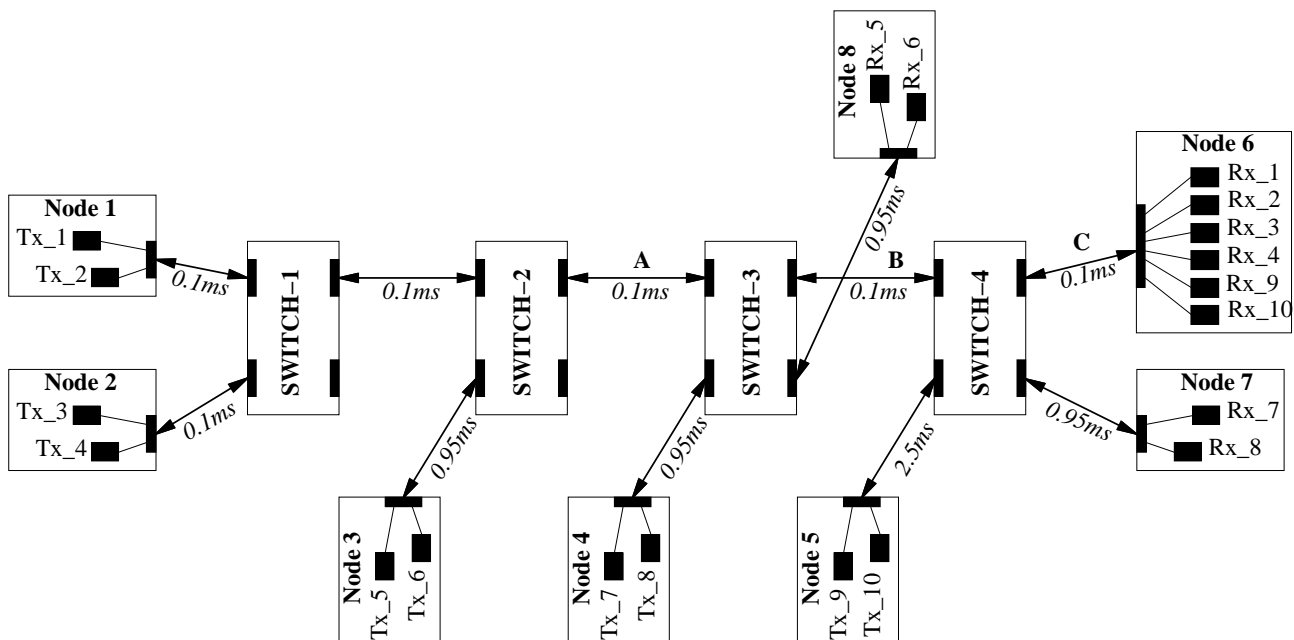 Node 8
Rx_5
Rx_6
0.95ms
Node 1
Tx_1
Tx_2
0.1ms
Node 2
Tx_3
Tx_4
0.1ms
SWITCH-1
0.1ms
SWITCH-2
A
0.1ms
SWITCH-3
B
0.1ms
SWITCH-4
C
0.1ms
Node 6
Rx_1
Rx_2
Rx_3
Rx_4
Rx_9
Rx_10
0.95ms
Node 7
Rx_7
Rx_8
0.95ms
Node 3
Tx_5
Tx_6
0.95ms
Node 4
Tx_7
Tx_8
2.5ms
Node 5
Tx_9
Tx_10